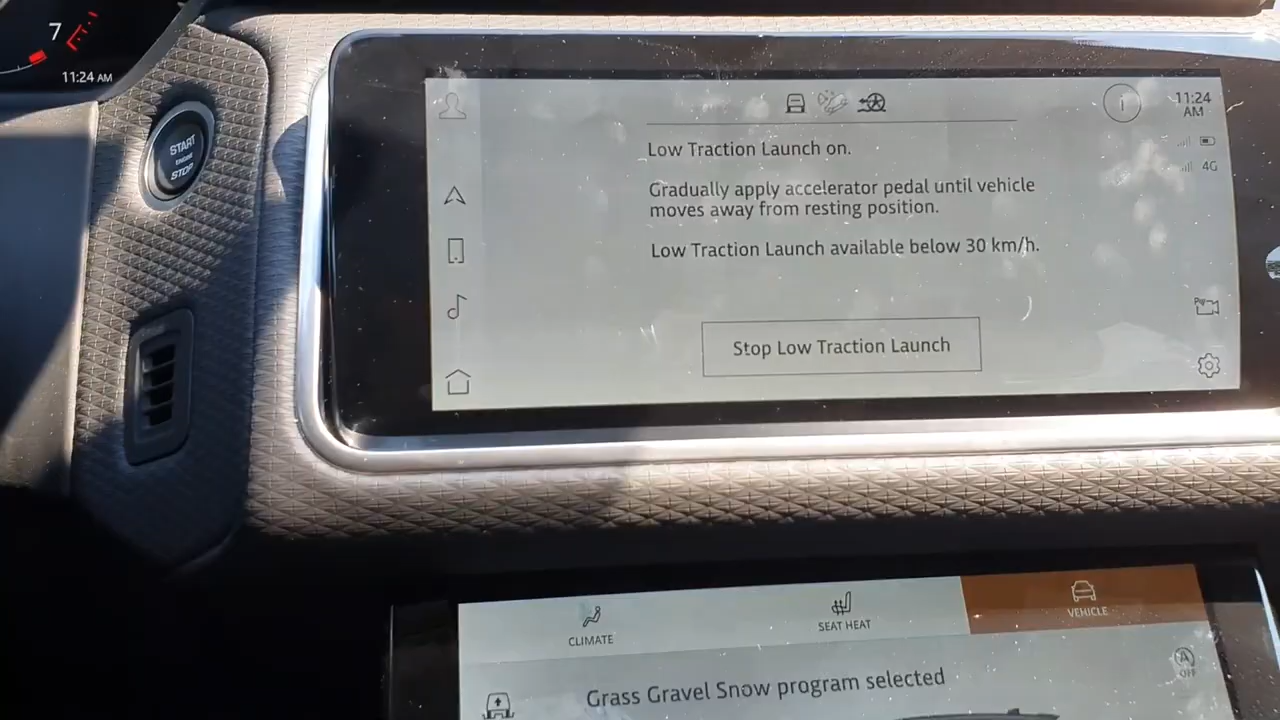 7
11:24 AM
START
ENGINE
STOP
11:24
AM
4G
Low Traction Launch on.
Gradually apply accelerator pedal until vehicle
moves away from resting position.
Low Traction Launch available below 30 km/h.
Stop Low Traction Launch
CLIMATE
SEAT HEAT
VEHICLE
Grass Gravel Snow program selected
OFF